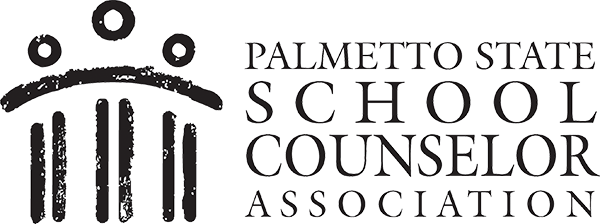 PALMETTO STATE
SCHOOL
COUNSELOR
ASSOCIATION